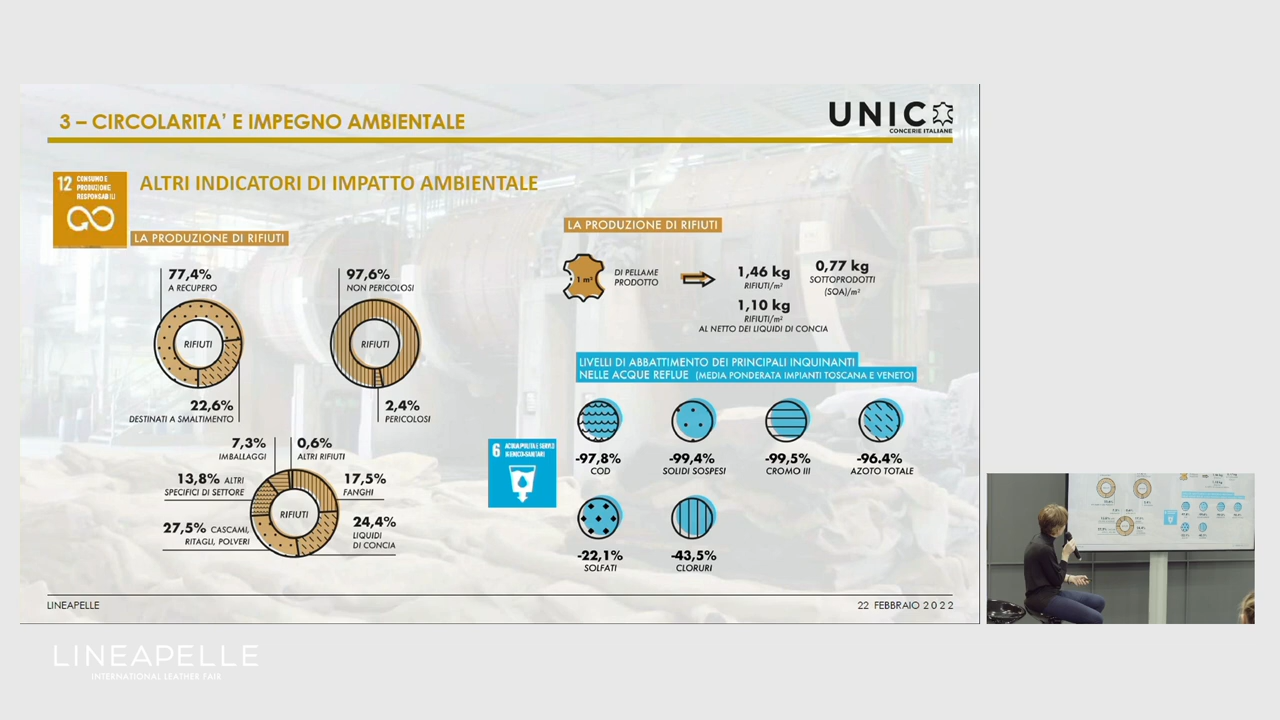 3 – CIRCOLARITA' E IMPEGNO AMBIENTALE
UNIC
CONCERIE ITALIANE
12 CONSUMO E
PRODUZIONE
RESPONSABILI
ALTRI INDICATORI DI IMPATTO AMBIENTALE
LA PRODUZIONE DI RIFIUTI
77,4%
A RECUPERO
RIFIUTI
22,6%
DESTINATI A SMALTIMENTO
97,6%
NON PERICOLOSI
RIFIUTI
2,4%
PERICOLOSI
7,3%
IMBALLAGGI
0,6%
ALTRI RIFIUTI
13,8% ALTRI
SPECIFICI DI SETTORE
17,5%
FANGHI
RIFIUTI
27,5% CASCAMI,
RITAGLI, POLVERI
24,4%
LIQUIDI
DI CONCIA
LA PRODUZIONE DI RIFIUTI
1 m²
DI PELLAME
PRODOTTO
1,46 kg
RIFIUTI/m²
0,77 kg
SOTTOPRODOTTI
(SOA)/m²
1,10 kg
RIFIUTI/m²
AL NETTO DEI LIQUIDI DI CONCIA
LIVELLI DI ABBATTIMENTO DEI PRINCIPALI INQUINANTI
NELLE ACQUE REFLUE (MEDIA PONDERATA IMPIANTI TOSCANA E VENETO)
6 ACQUA PULITA E SERVIZI
IGIENICO-SANITARI
-97,8%
COD
-99,4%
SOLIDI SOSPESI
-99,5%
CROMO III
-96.4%
AZOTO TOTALE
-22,1%
SOLFATI
-43,5%
CLORURI
LINEAPELLE
22 FEBBRAIO 2022
LINEAPELLE
INTERNATIONAL LEATHER FAIR